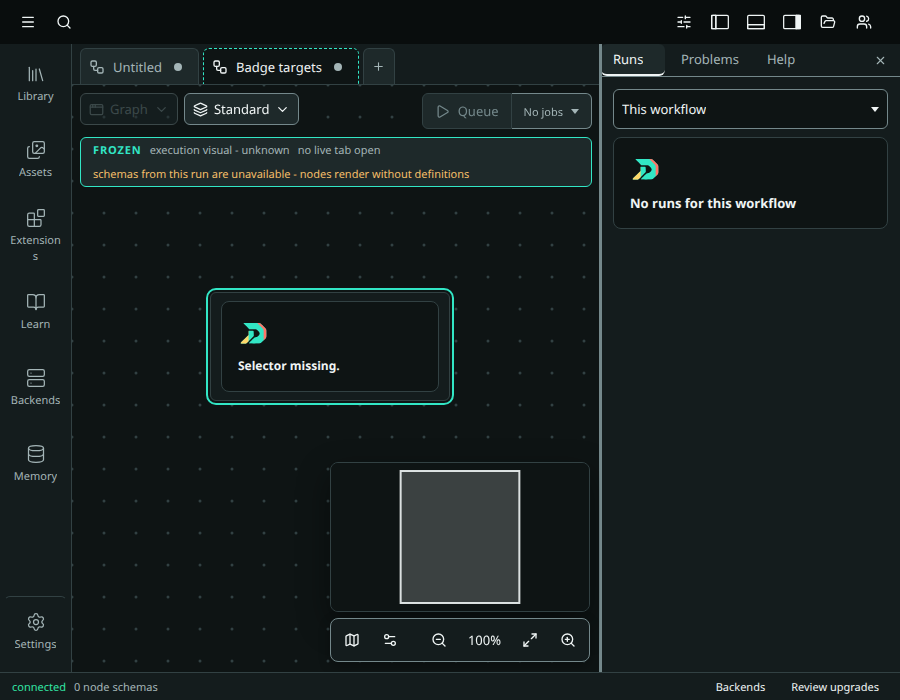 Untitled
Badge targets
Runs
Problems
Help
Library
Assets
Extension
s
Learn
Backends
Memory
Settings
Graph
Standard
Queue
No jobs
FROZEN execution visual - unknown no live tab open
schemas from this run are unavailable - nodes render without definitions
This workflow
No runs for this workflow
Selector missing.
100%
connected 0 node schemas
Backends
Review upgrades